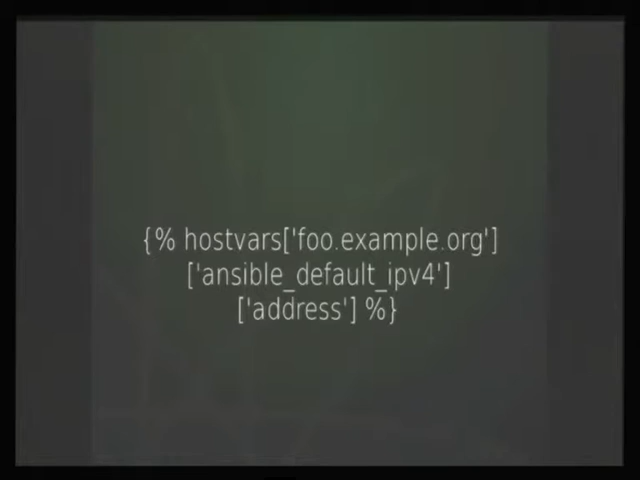 {% hostvars['foo.example.org']
['ansible_default_ipv4']
['address'] %}